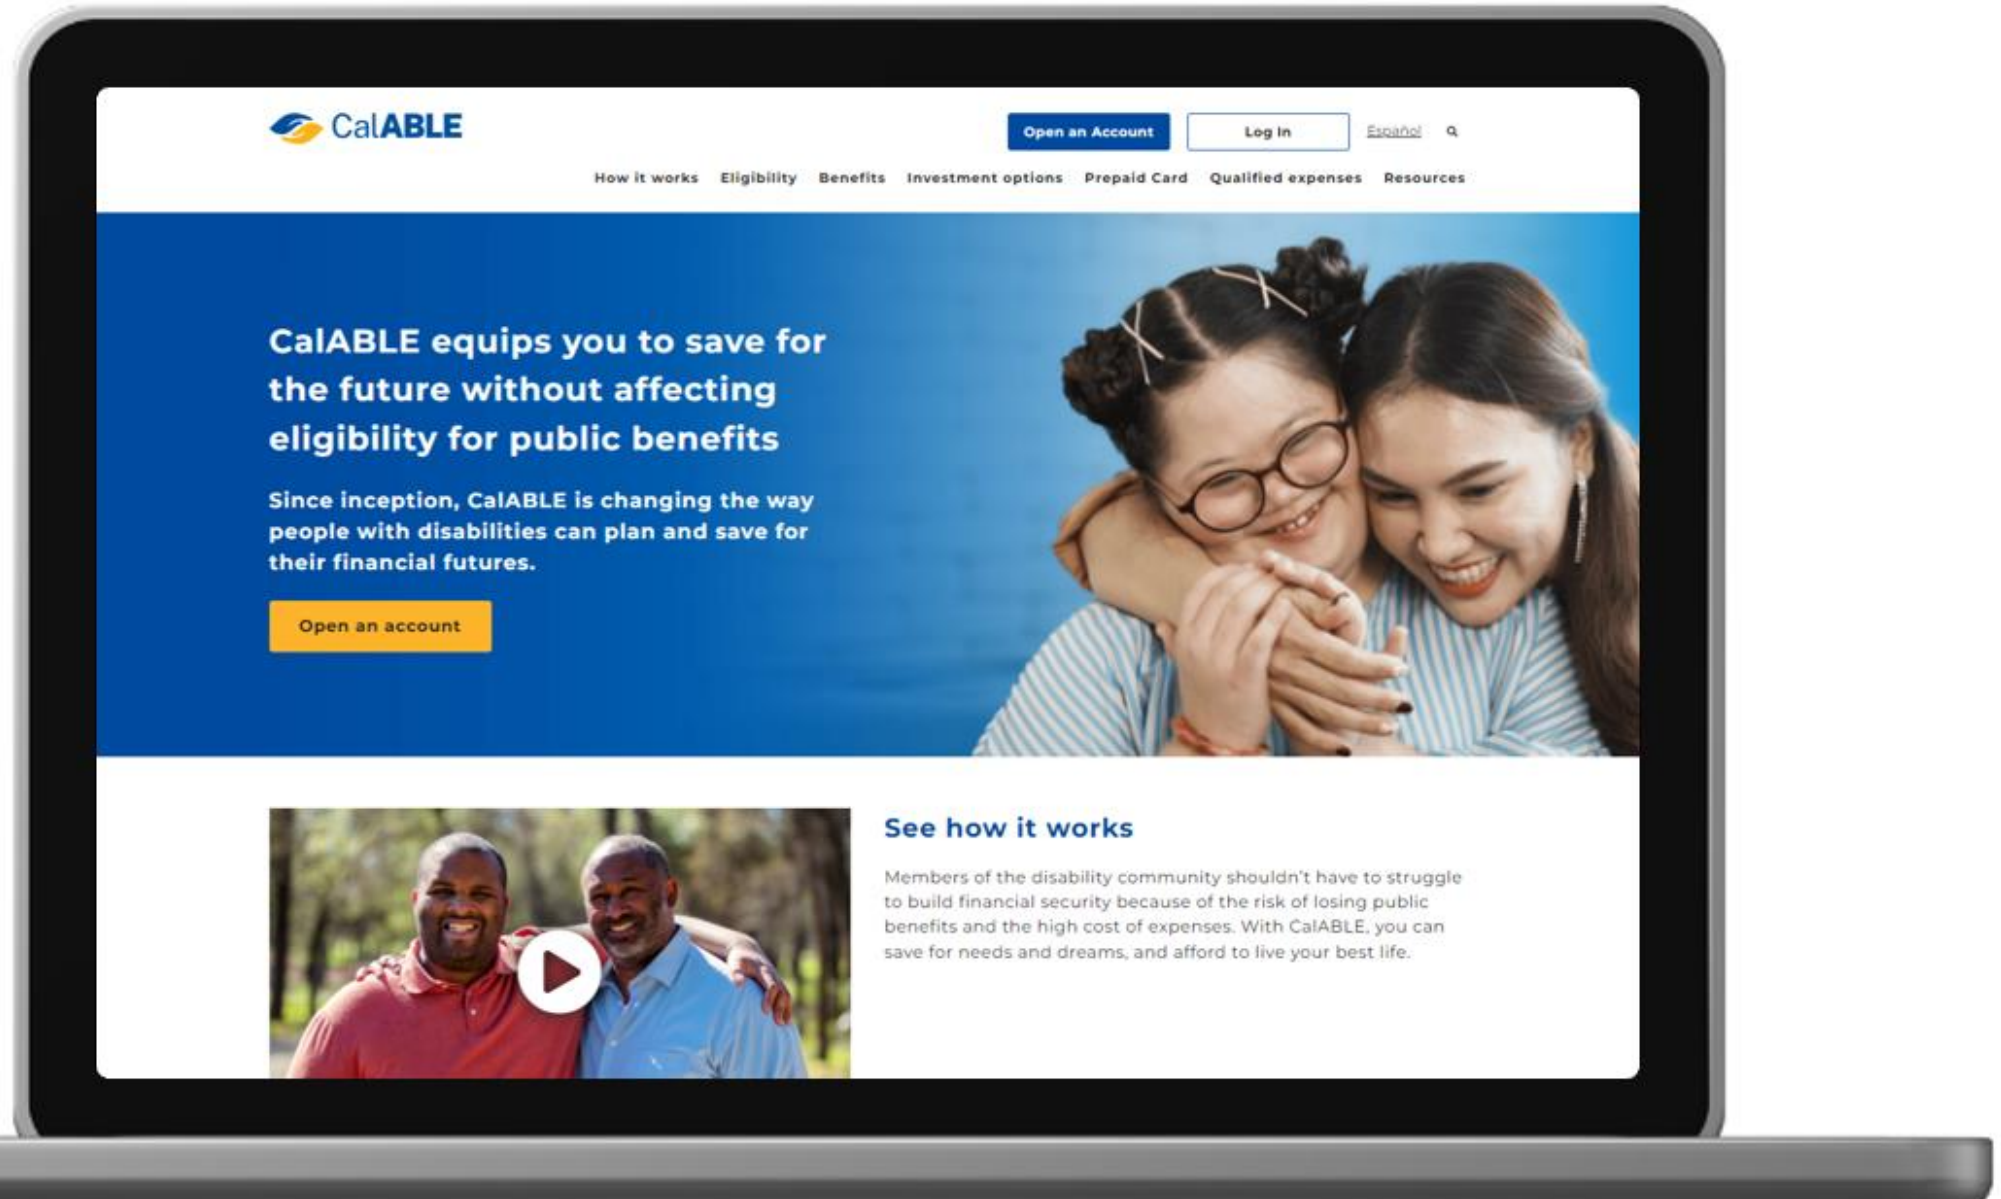 CalABLE
Open an Account
Log In
Español
How it works Eligibility Benefits Investment options Prepaid Card Qualified expenses Resources
CalABLE equips you to save for
the future without affecting
eligibility for public benefits
Since inception, CalABLE is changing the way
people with disabilities can plan and save for
their financial futures.
Open an account
See how it works
Members of the disability community shouldn't have to struggle
to build financial security because of the risk of losing public
benefits and the high cost of expenses. With CalABLE, you can
save for needs and dreams, and afford to live your best life.